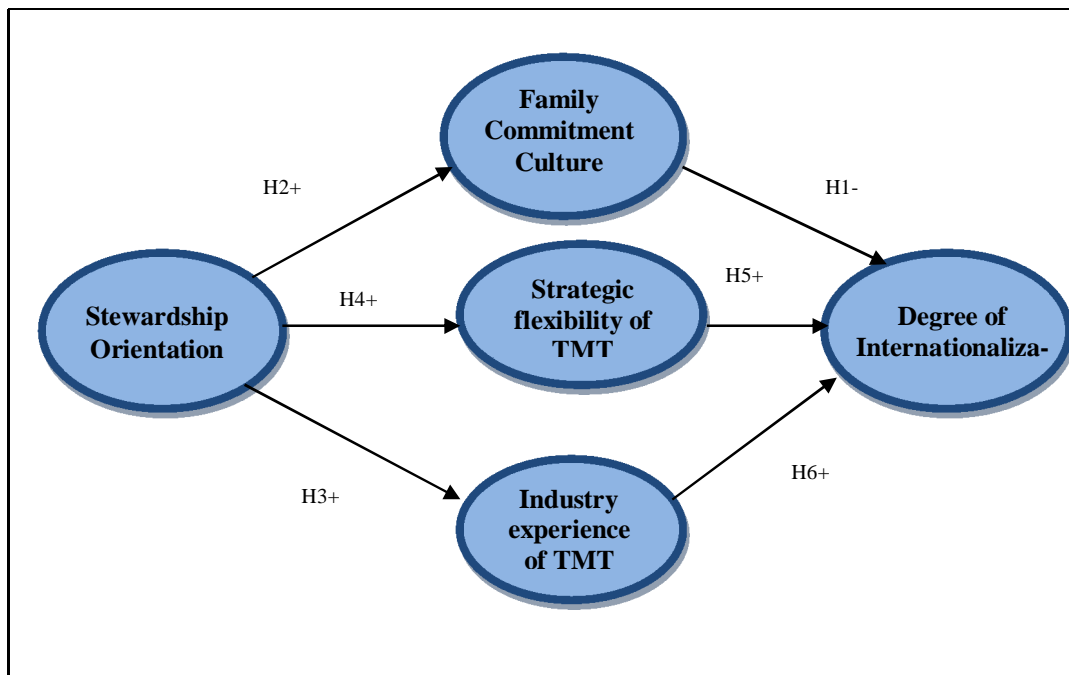 Family
Commitment
Culture
H2+
H1-
Stewardship
Orientation
H4+
Strategic
flexibility of
TMT
H5+
Degree of
Internationaliza-
H3+
H6+
Industry
experience
of TMT